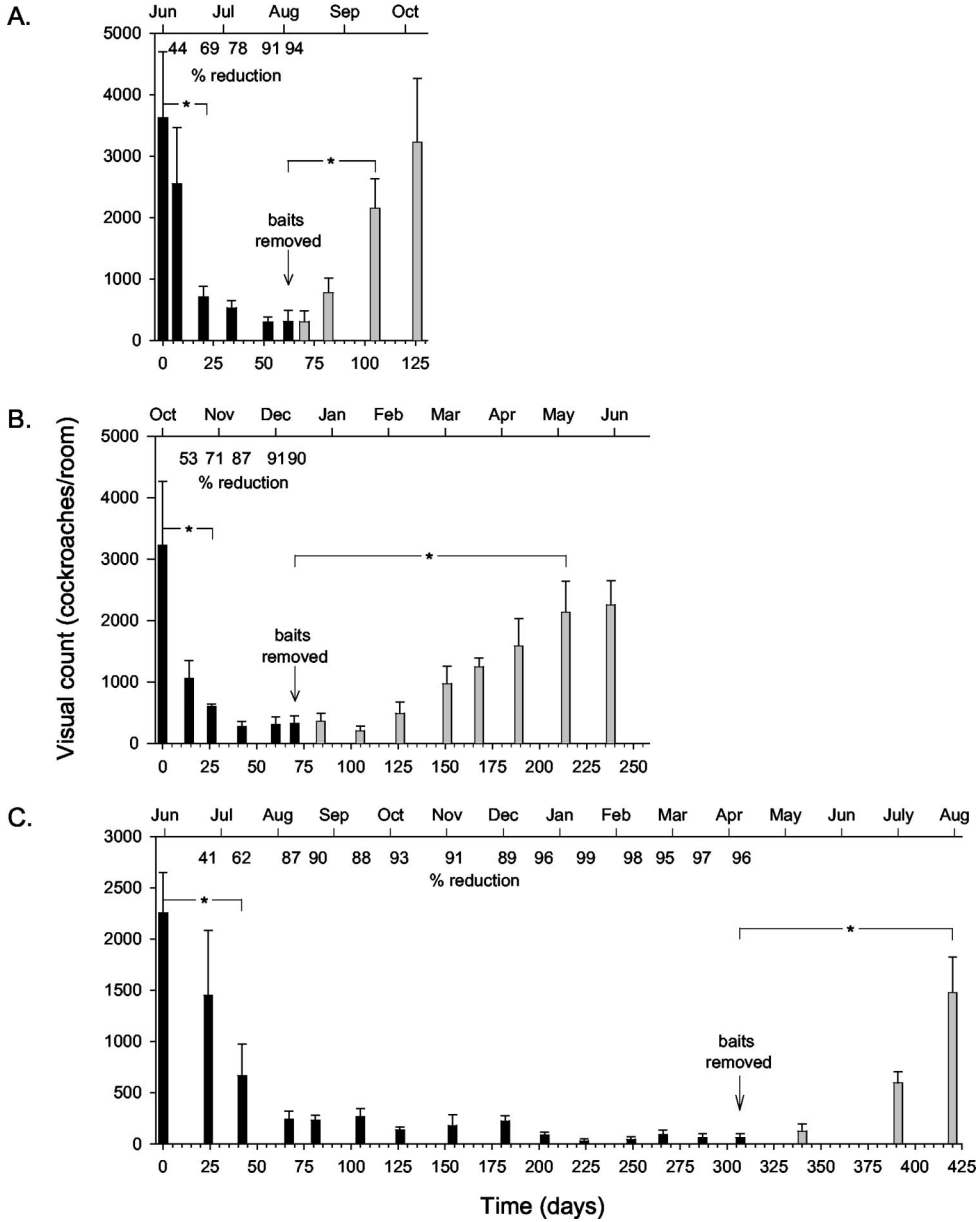 A.
Jun Jul Aug Sep Oct
44 69 78 91 94
% reduction
5000
4000
3000
2000
1000
0
*
*
baits
removed
0 25 50 75 100 125
B.
Oct Nov Dec Jan Feb Mar Apr May Jun
53 71 87 91 90
% reduction
5000
4000
3000
2000
1000
0
*
*
baits
removed
0 25 50 75 100 125 150 175 200 225 250
Visual count (cockroaches/room)
C.
Jun Jul Aug Sep Oct Nov Dec Jan Feb Mar Apr May Jun July Aug
41 62 87 90 88 93 91 89 96 99 98 95 97 96
% reduction
3000
2500
2000
1500
1000
500
0
*
*
baits
removed
0 25 50 75 100 125 150 175 200 225 250 275 300 325 350 375 400 425
Time (days)